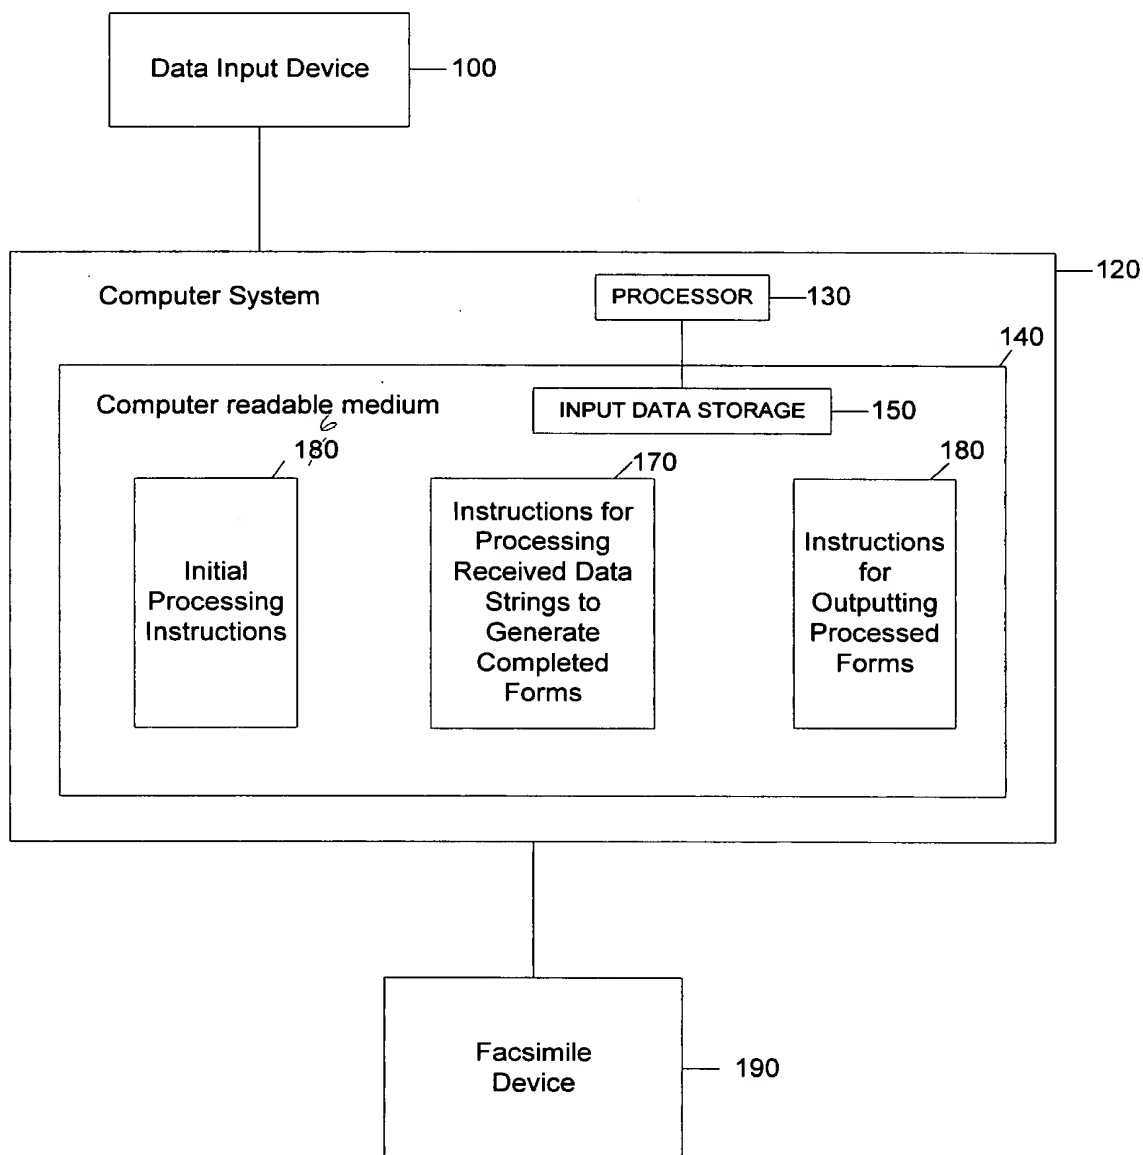 Data Input Device
100
120
Computer System
PROCESSOR
130
140
Computer readable medium
INPUT DATA STORAGE
150
6
180
170
180
Initial
Processing
Instructions
Instructions for
Processing
Received Data
Strings to
Generate
Completed
Forms
Instructions
for
Outputting
Processed
Forms
Facsimile
Device
190